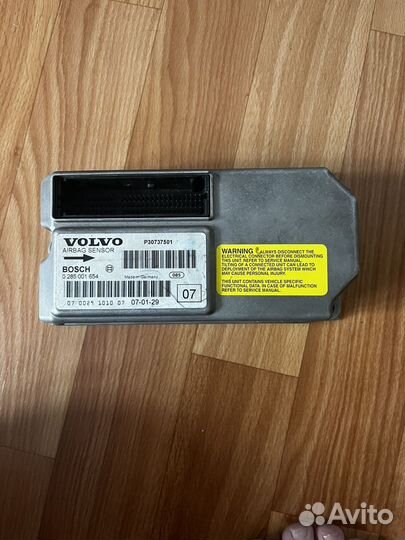 VOLVO
AIRBAG SENSOR
P30737501
BOSCH
Made in Germany
085
0 285 001 654
07 0029 1010 07
07-01-29
07
WARNING ALWAYS DISCONNECT THE
ELECTRICAL CONNECTOR BEFORE DISMOUNTING
THIS UNIT REFER TO SERVICE MANUAL.
TILTING OF A CONNECTED UNIT CAN LEAD TO
DEPLOYMENT OF THE AIRBAG SYSTEM WHICH
MAY CAUSE PERSONAL INJURY.
THIS UNIT CONTAINS VEHICLE SPECIFIC
FUNCTIONAL DATA IN CASE OF MALFUNCTION
REFER TO SERVICE MANUAL.
Avito